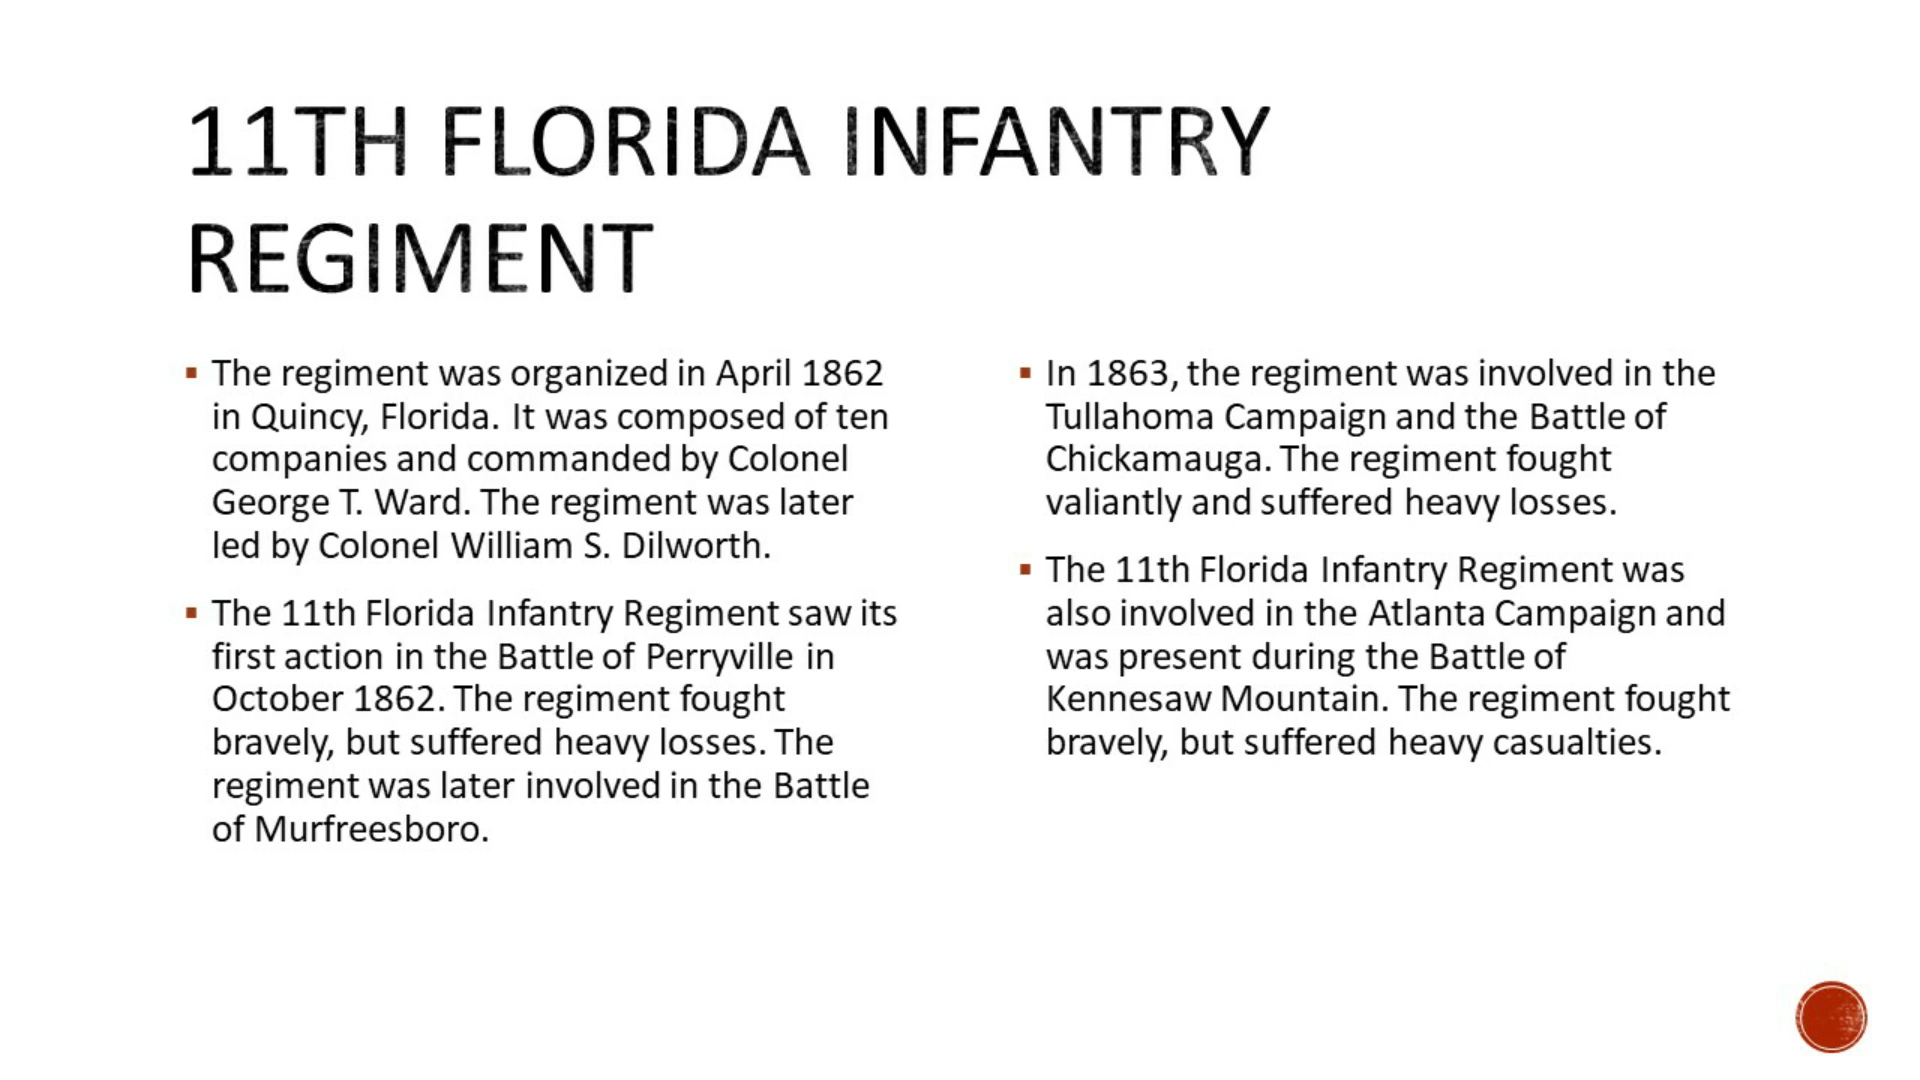 11TH FLORIDA INFANTRY
REGIMENT
▪ The regiment was organized in April 1862
in Quincy, Florida. It was composed of ten
companies and commanded by Colonel
George T. Ward. The regiment was later
led by Colonel William S. Dilworth.
▪ The 11th Florida Infantry Regiment saw its
first action in the Battle of Perryville in
October 1862. The regiment fought
bravely, but suffered heavy losses. The
regiment was later involved in the Battle
of Murfreesboro.
▪ In 1863, the regiment was involved in the
Tullahoma Campaign and the Battle of
Chickamauga. The regiment fought
valiantly and suffered heavy losses.
▪ The 11th Florida Infantry Regiment was
also involved in the Atlanta Campaign and
was present during the Battle of
Kennesaw Mountain. The regiment fought
bravely, but suffered heavy casualties.